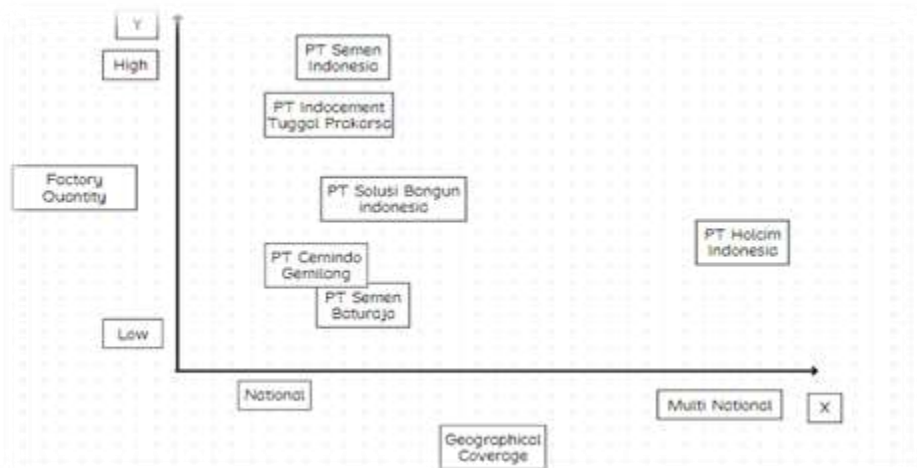 Y
High
PT Semen
Indonesia
PT Indocement
Tuggal Prakarsa
Factory
Quantity
PT Solusi Bangun
indonesia
PT Holcim
Indonesia
PT Cemindo
Gemilang
PT Semen
Baturaja
Low
National
Multi National
X
Geographical
Coverage